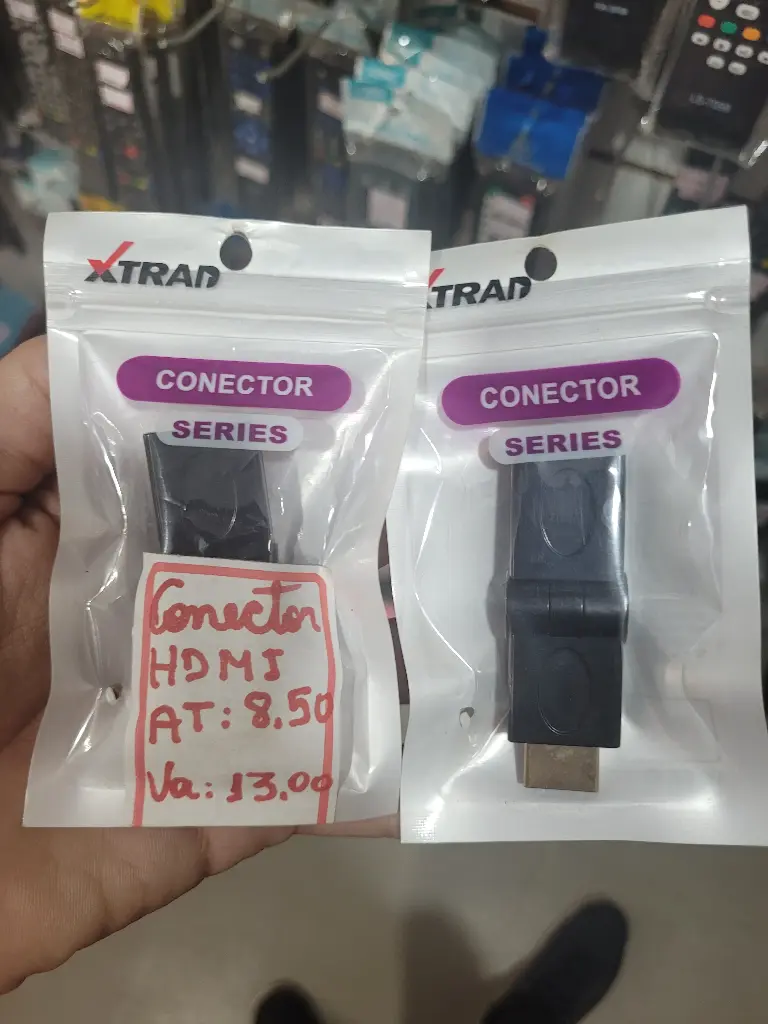 XTRAD
CONECTOR
SERIES
Conector
HDMI
AT: 8.50
Va: 13.00
XTRAD
CONECTOR
SERIES